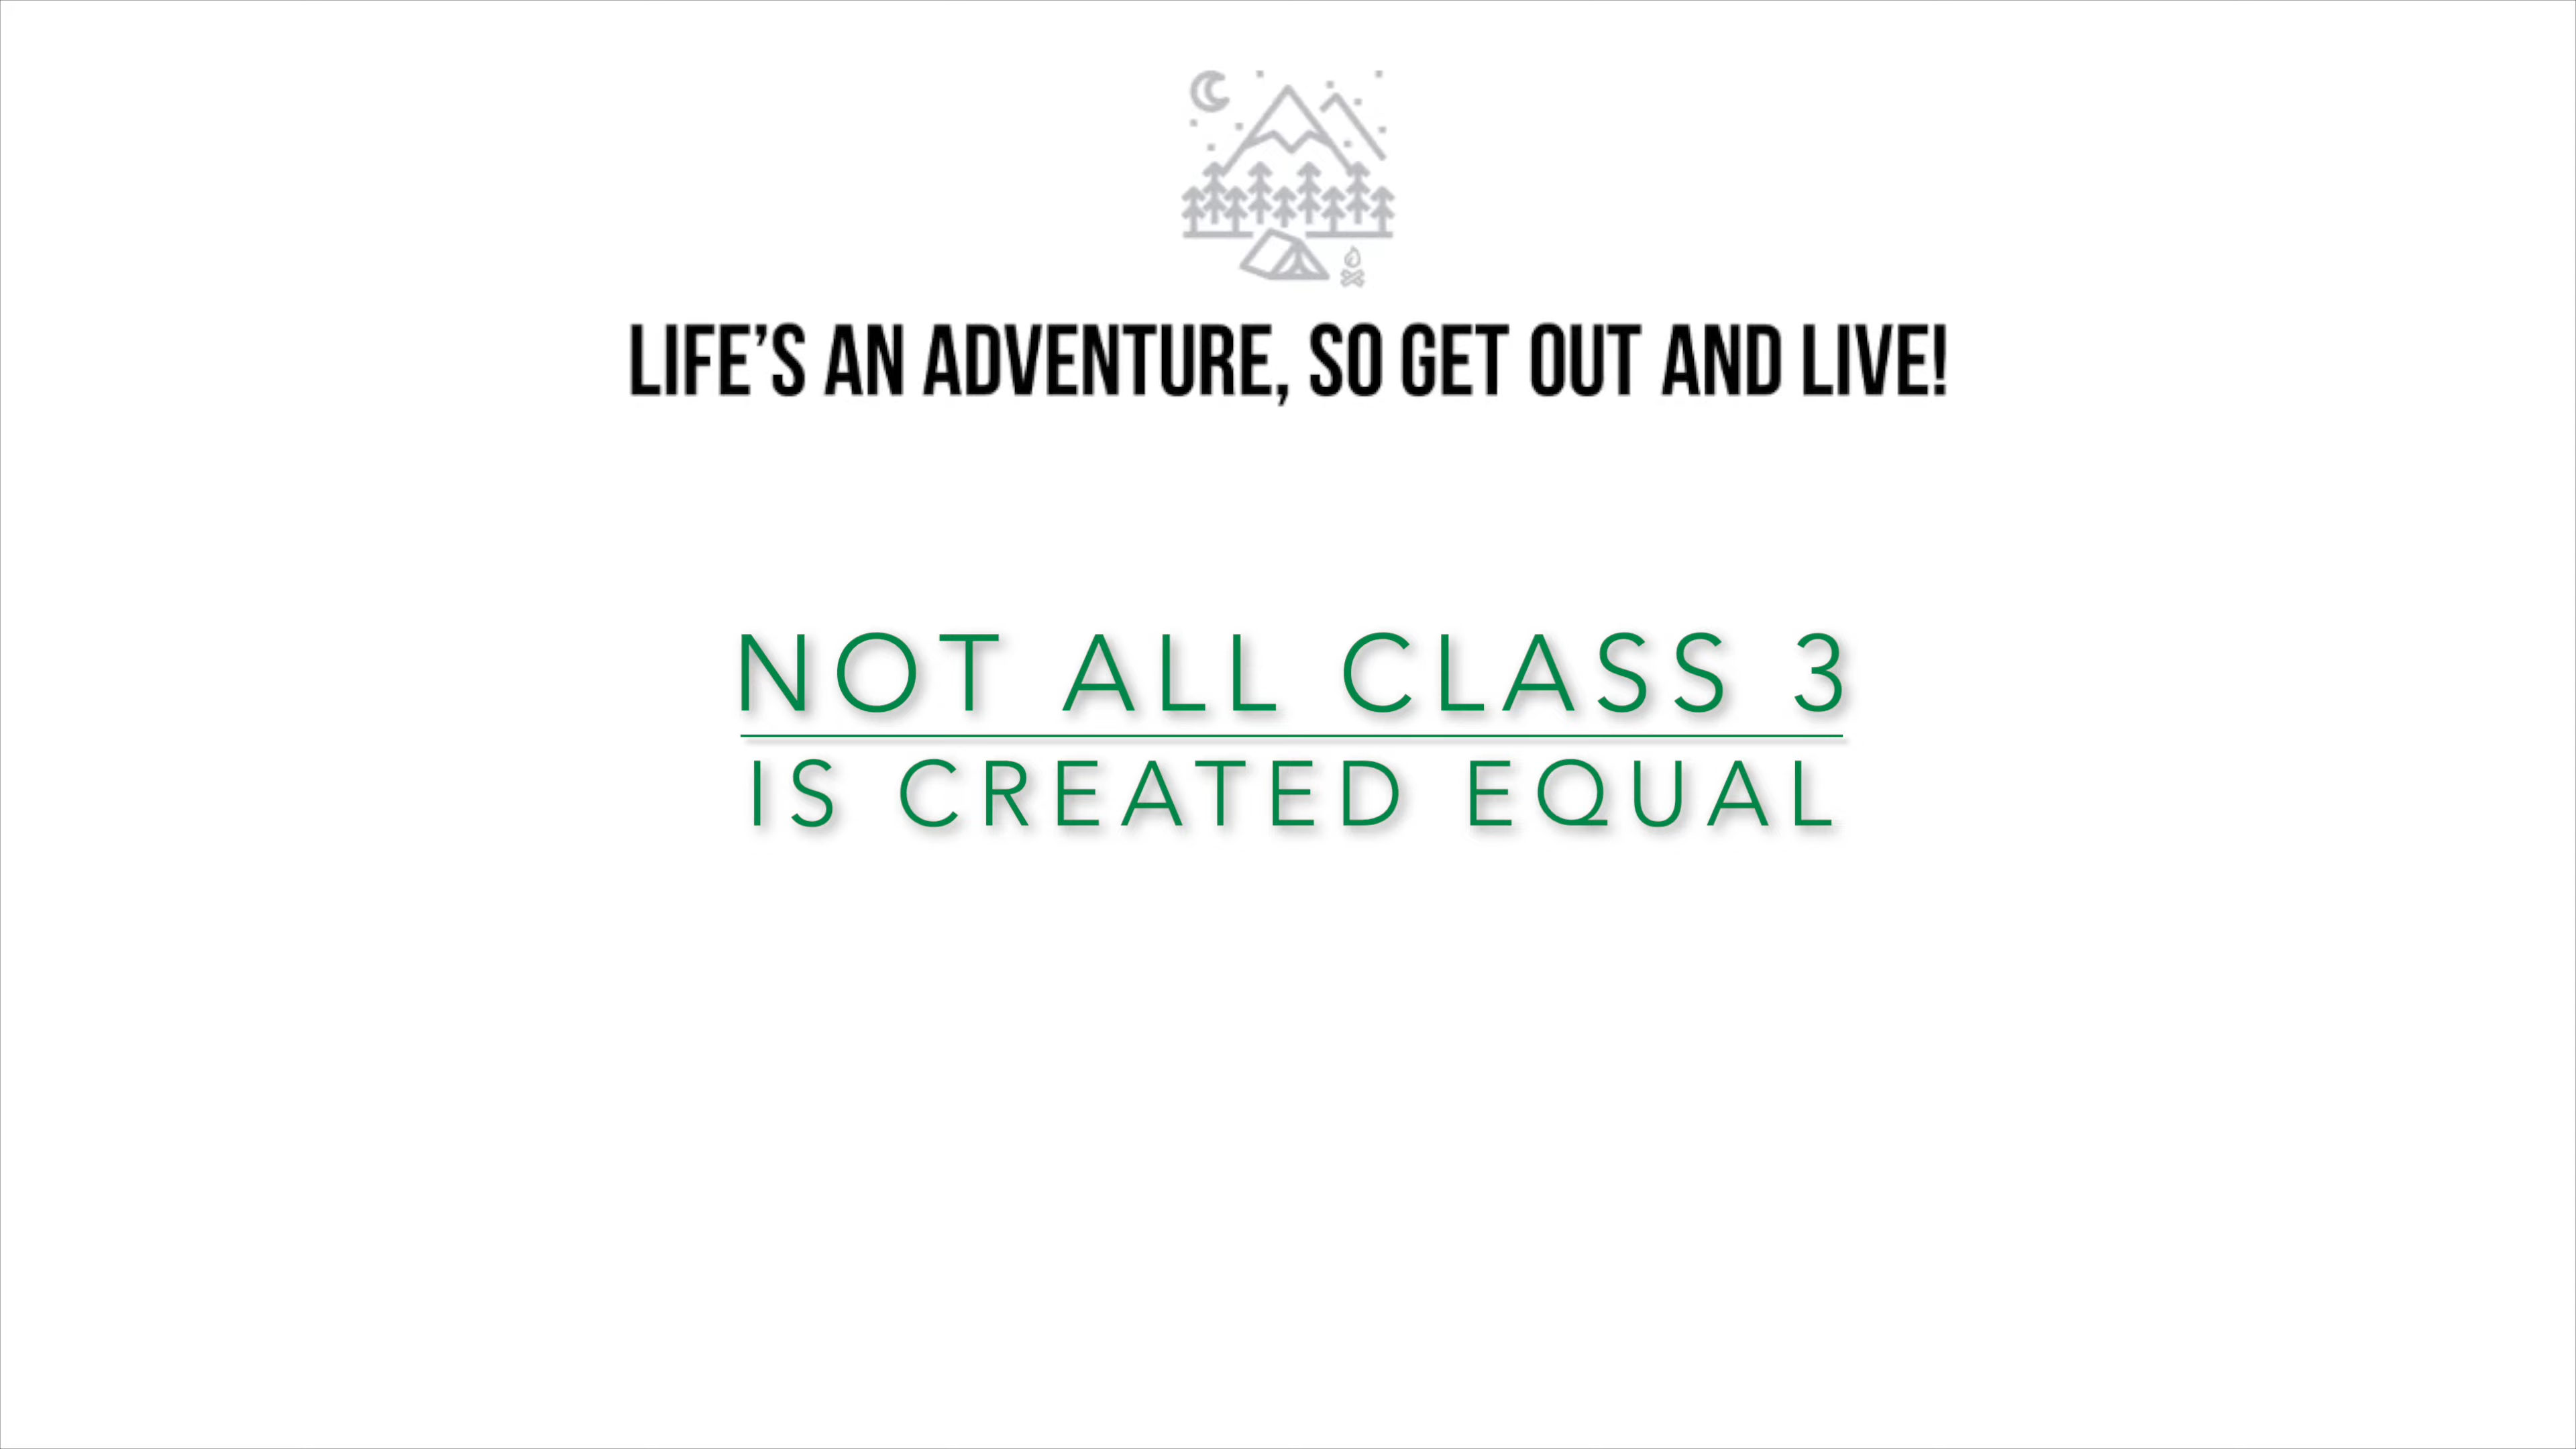 LIFE’S AN ADVENTURE, SO GET OUT AND LIVE!
NOT ALL CLASS 3
IS CREATED EQUAL